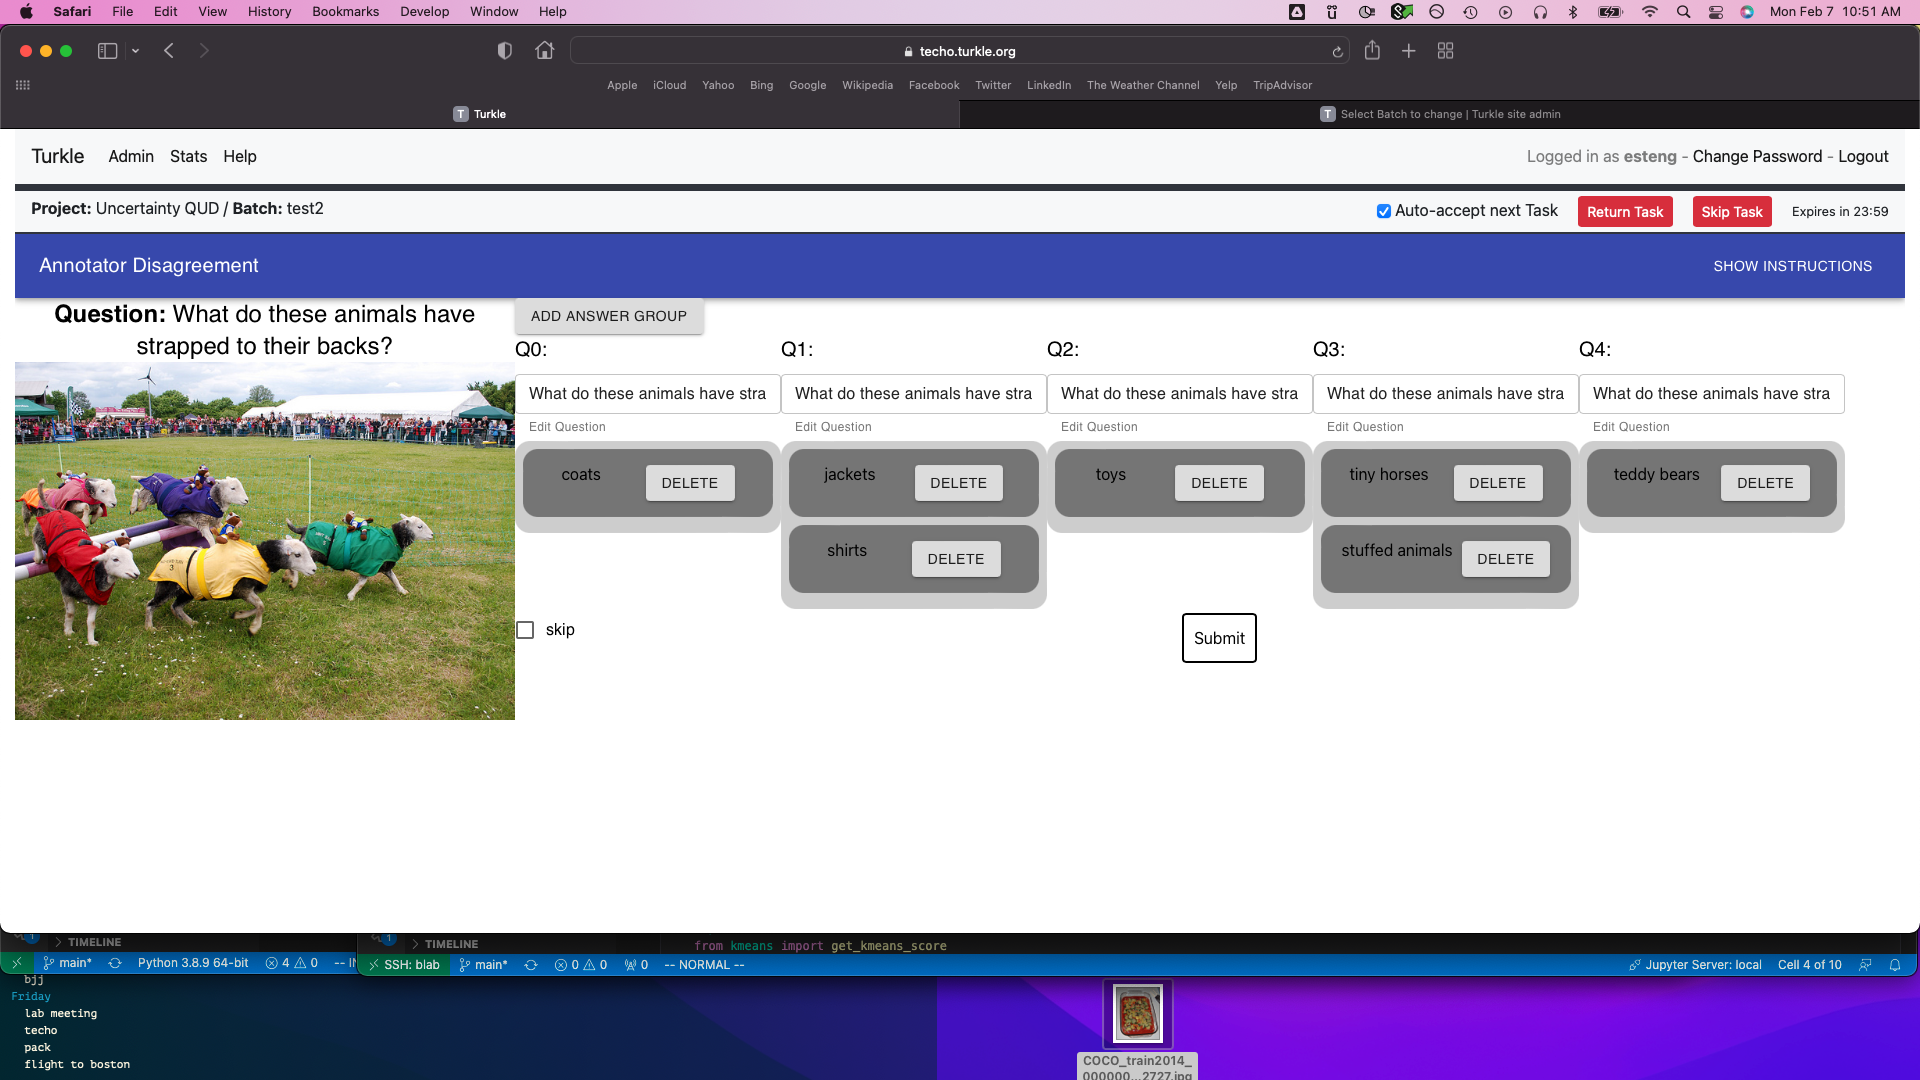 Safari File Edit View History Bookmarks Develop Window Help Mon Feb 7 10:51 AM
techo.turkle.org
Apple iCloud Yahoo Bing Google Wikipedia Facebook Twitter LinkedIn The Weather Channel Yelp TripAdvisor
T Turkle
T Select Batch to change | Turkle site admin
Turkle Admin Stats Help Logged in as esteng - Change Password - Logout
Project: Uncertainty QUD / Batch: test2 Auto-accept next Task Return Task Skip Task Expires in 23:59
Annotator Disagreement SHOW INSTRUCTIONS
Question: What do these animals have
strapped to their backs?
ADD ANSWER GROUP
Q0: Q1: Q2: Q3: Q4:
What do these animals have stra What do these animals have stra What do these animals have stra What do these animals have stra What do these animals have stra
Edit Question Edit Question Edit Question Edit Question Edit Question
coats DELETE jackets DELETE toys DELETE tiny horses DELETE teddy bears DELETE
shirts DELETE stuffed animals DELETE
skip Submit
1 TIMELINE 1 TIMELINE from kmeans import get_kmeans_score
main* Python 3.8.9 64-bit 4 0 -- IN SSH: blab main* 0 0 0 -- NORMAL -- Jupyter Server: local Cell 4 of 10
bjj
Friday
lab meeting
techo
pack
flight to boston
COCO_train2014_
000000...2727.jpg